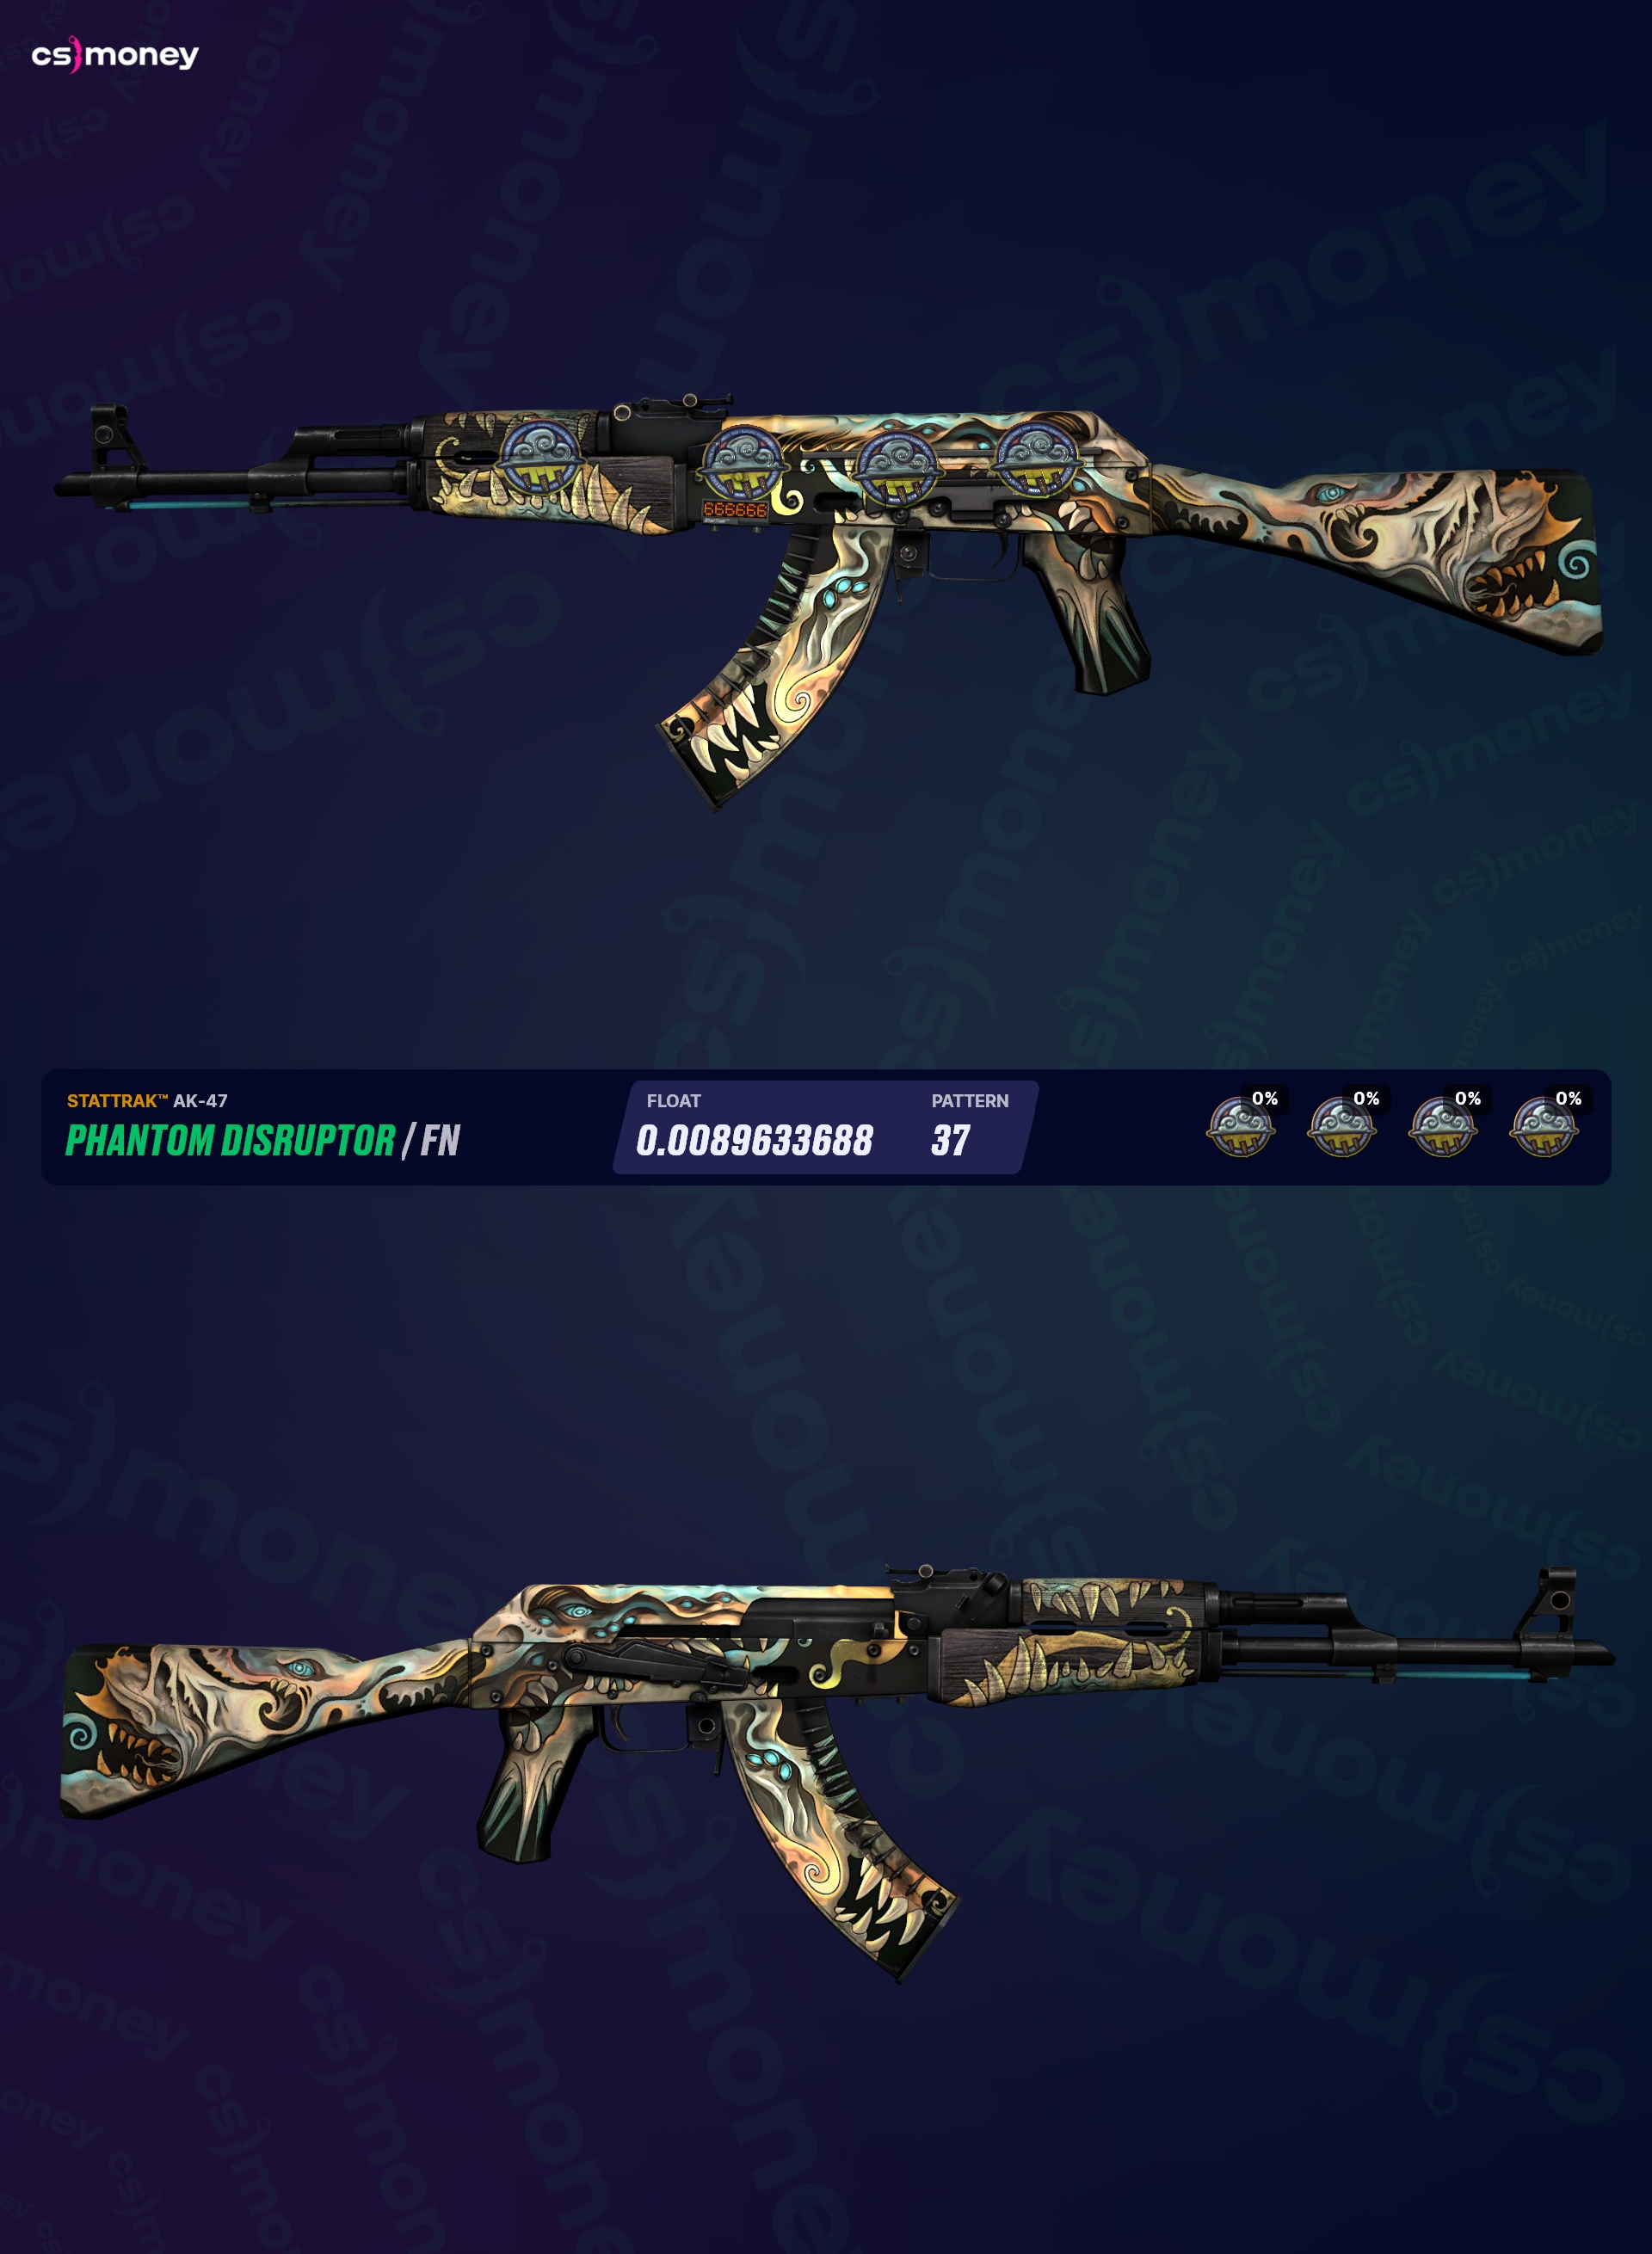 cs}money
666666
STATTRAK™ AK-47
PHANTOM DISRUPTOR / FN
FLOAT
0.0089633688
PATTERN
37
0%
0%
0%
0%